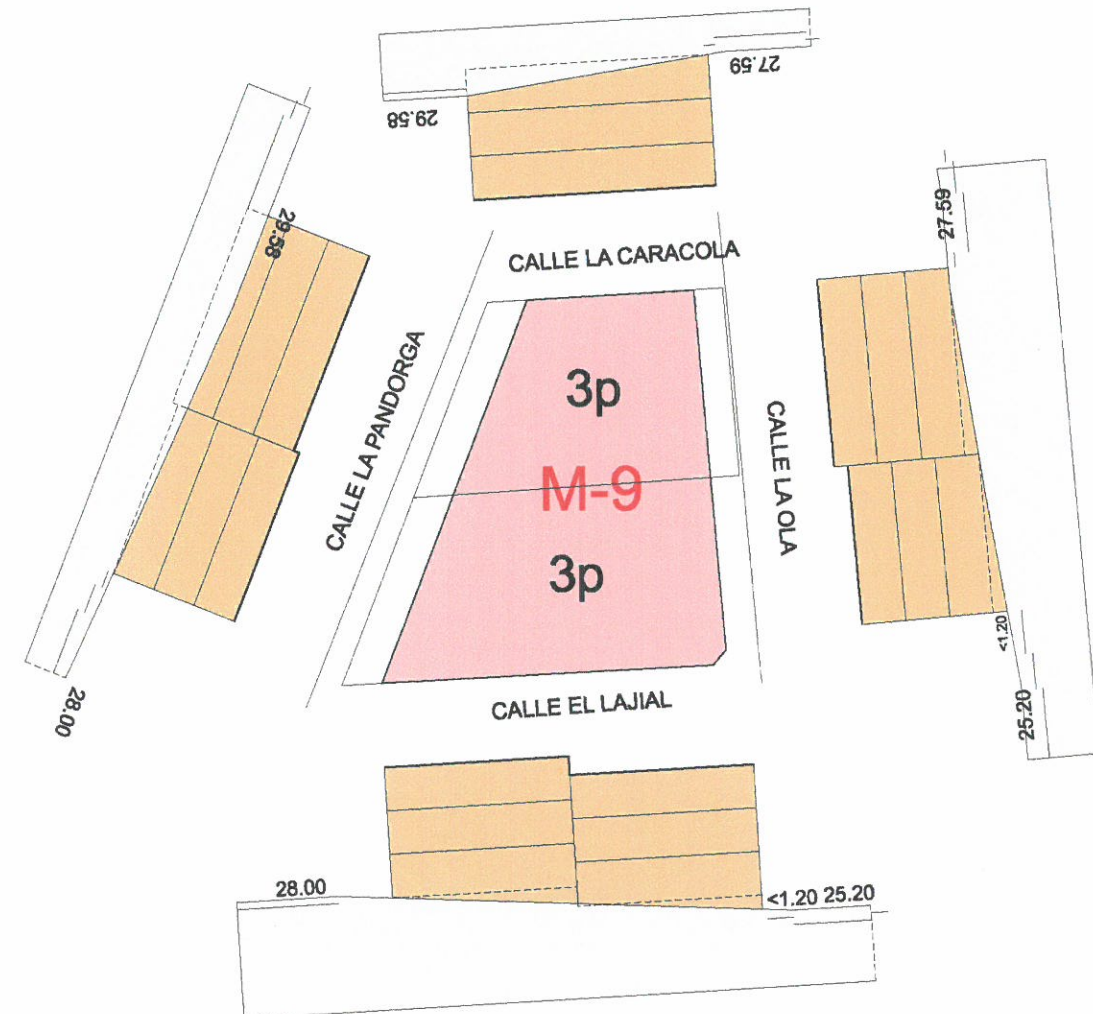 27.59
29.58
29.58
27.59
CALLE LA CARACOLA
3p
CALLE LA PANDORGA
CALLE LA OLA
M-9
3p
<1.20
28.00
25.20
CALLE EL LAJIAL
28.00
<1.20 25.20